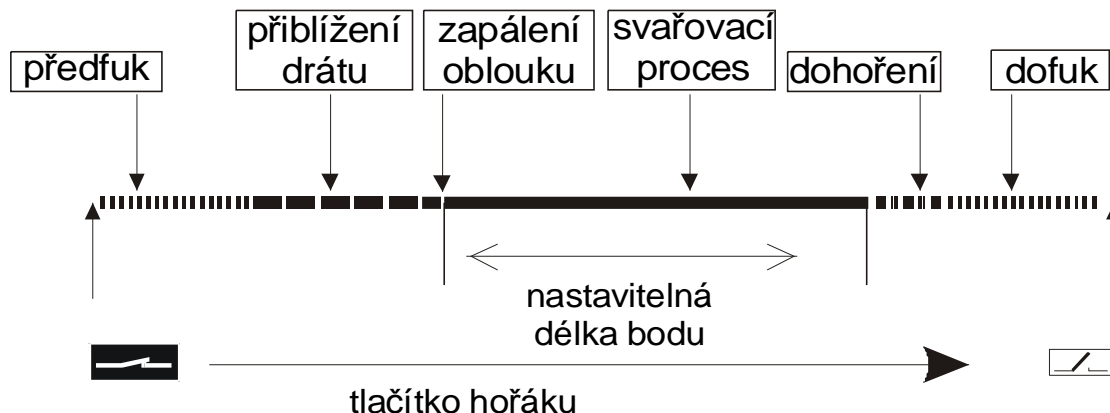 předfuk
přiblížení
drátu
zapálení
oblouku
svařovací
proces
dohoření
dofuk
nastavitelná
délka bodu
tlačítko hořáku